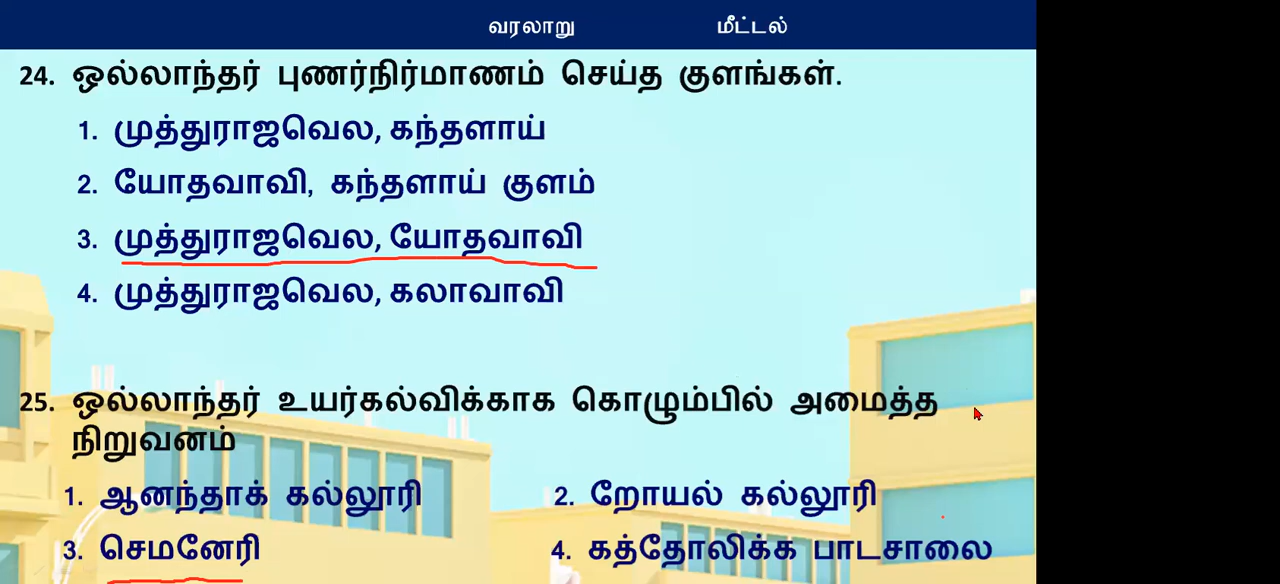 வரலாறு மீட்டல்
24. ஒல்லாந்தர் புணர்நிர்மாணம் செய்த குளங்கள்.
1. முத்துராஜவெல, கந்தளாய்
2. யோதவாவி, கந்தளாய் குளம்
3. முத்துராஜவெல, யோதவாவி
4. முத்துராஜவெல, கலாவாவி
25. ஒல்லாந்தர் உயர்கல்விக்காக கொழும்பில் அமைத்த
நிறுவனம்
1. ஆனந்தாக் கல்லூரி 2. றோயல் கல்லூரி
3. செமனேரி 4. கத்தோலிக்க பாடசாலை